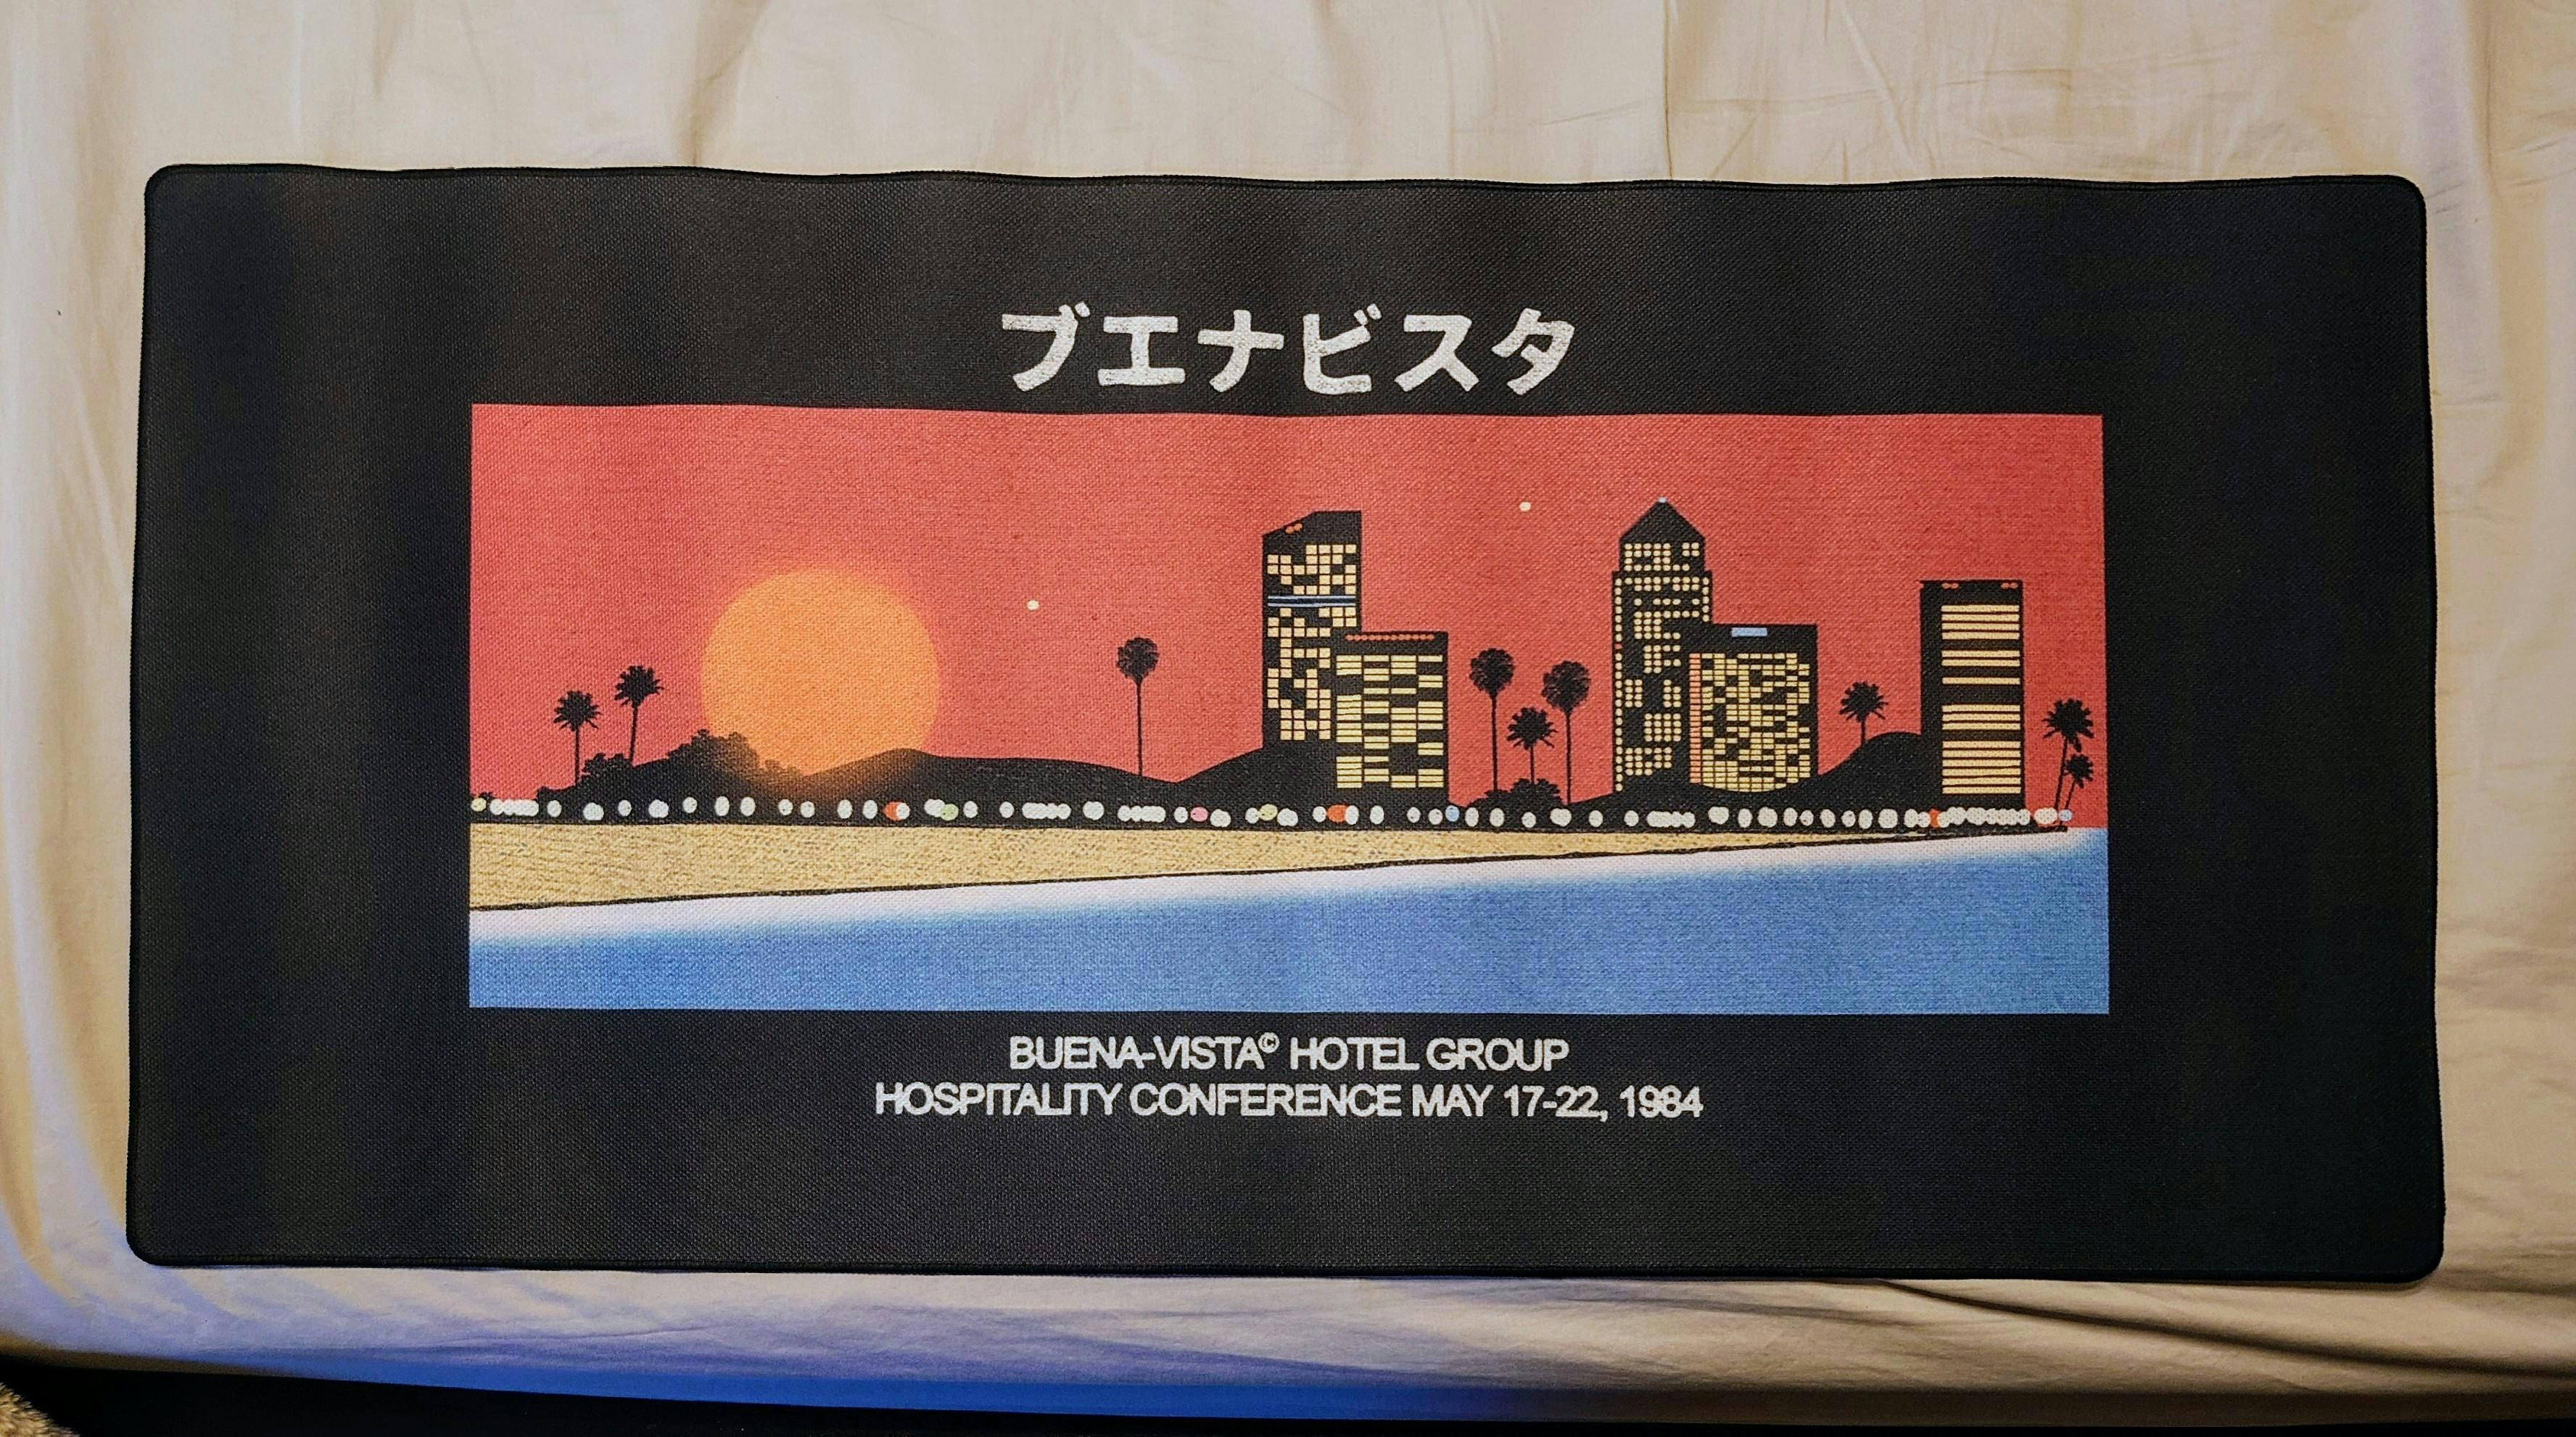 ブエナビスタ
BUENA-VISTA© HOTEL GROUP
HOSPITALITY CONFERENCE MAY 17-22, 1984